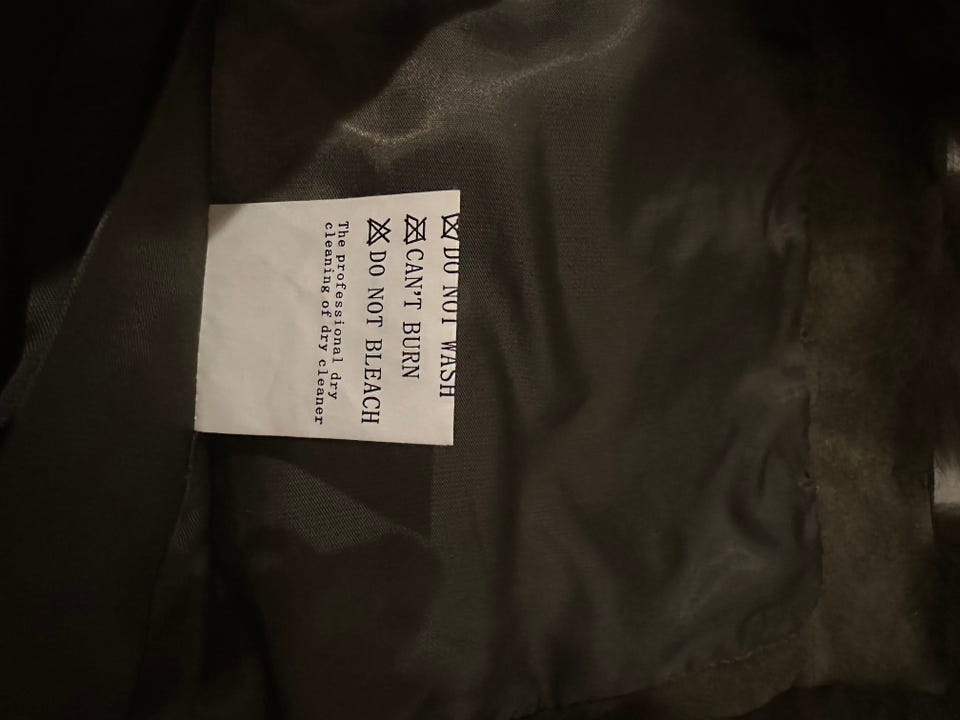 DO NOT WASH
CAN'T BURN
DO NOT BLEACH
The professional dry
cleaning of dry cleaner